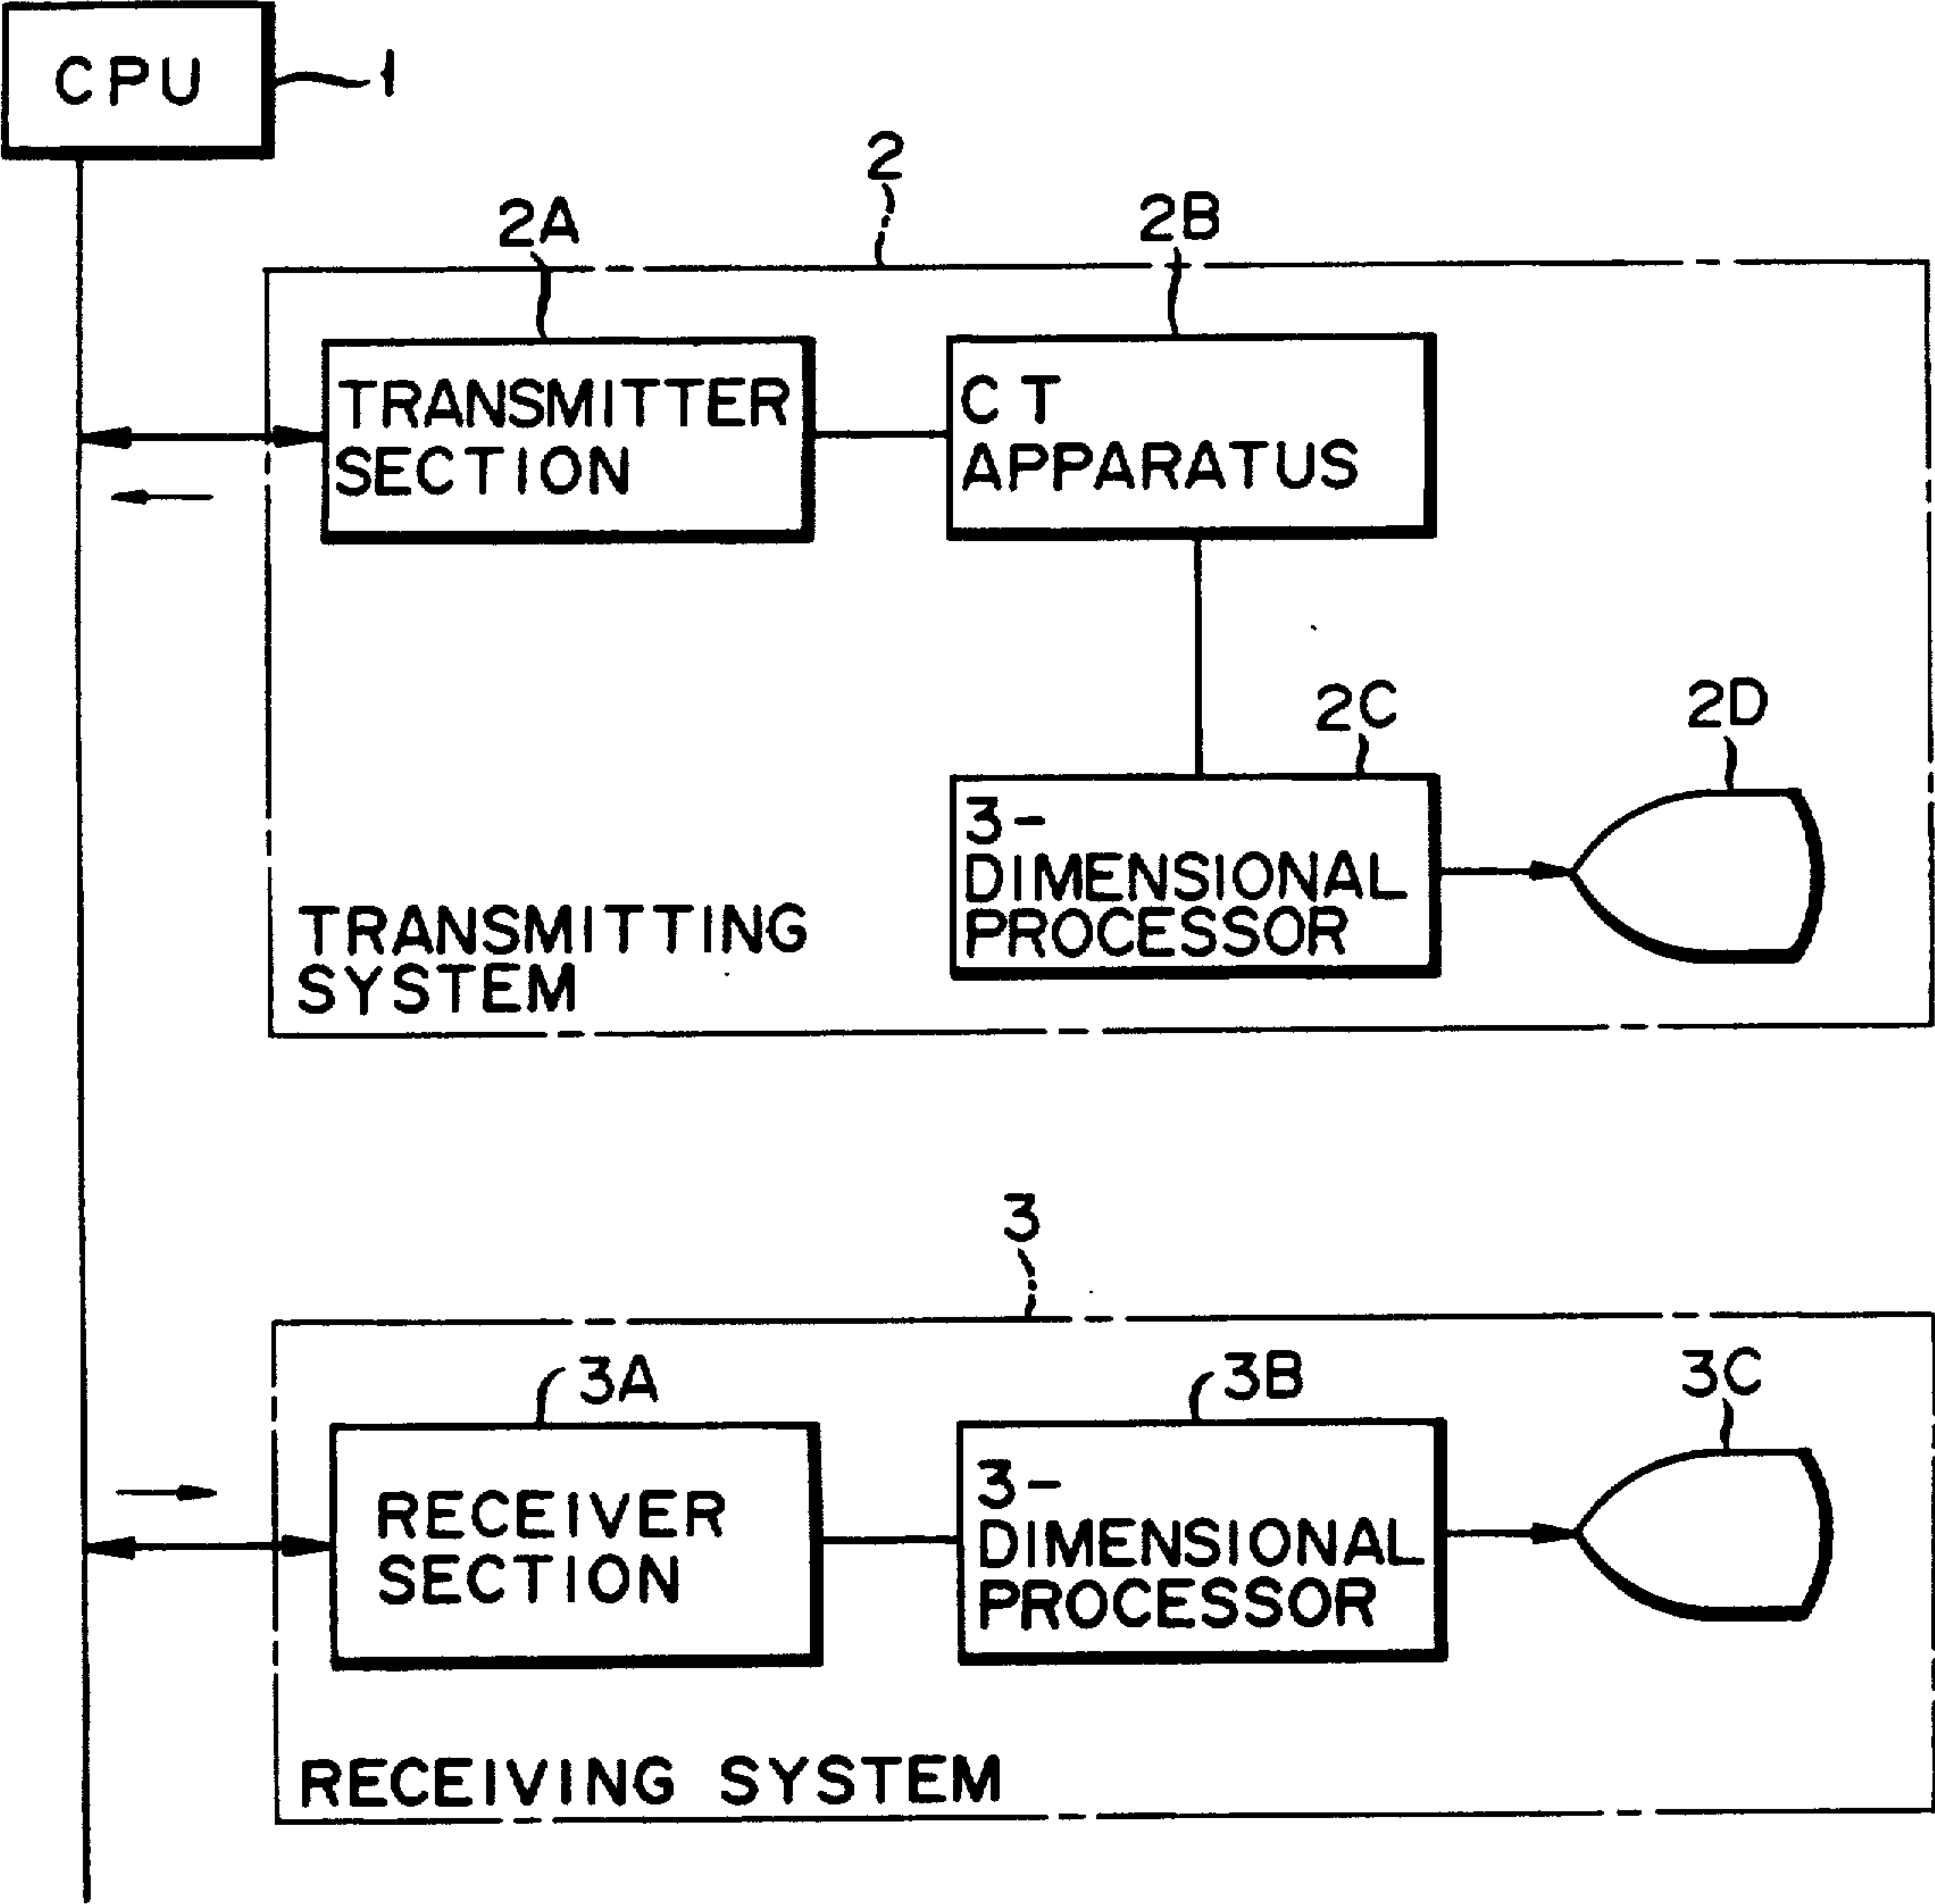 CPU
1
2
2A
2B
TRANSMITTER
SECTION
CT
APPARATUS
2C
2D
3-
DIMENSIONAL
PROCESSOR
TRANSMITTING
SYSTEM
3
3A
3B
3C
RECEIVER
SECTION
3-
DIMENSIONAL
PROCESSOR
RECEIVING SYSTEM